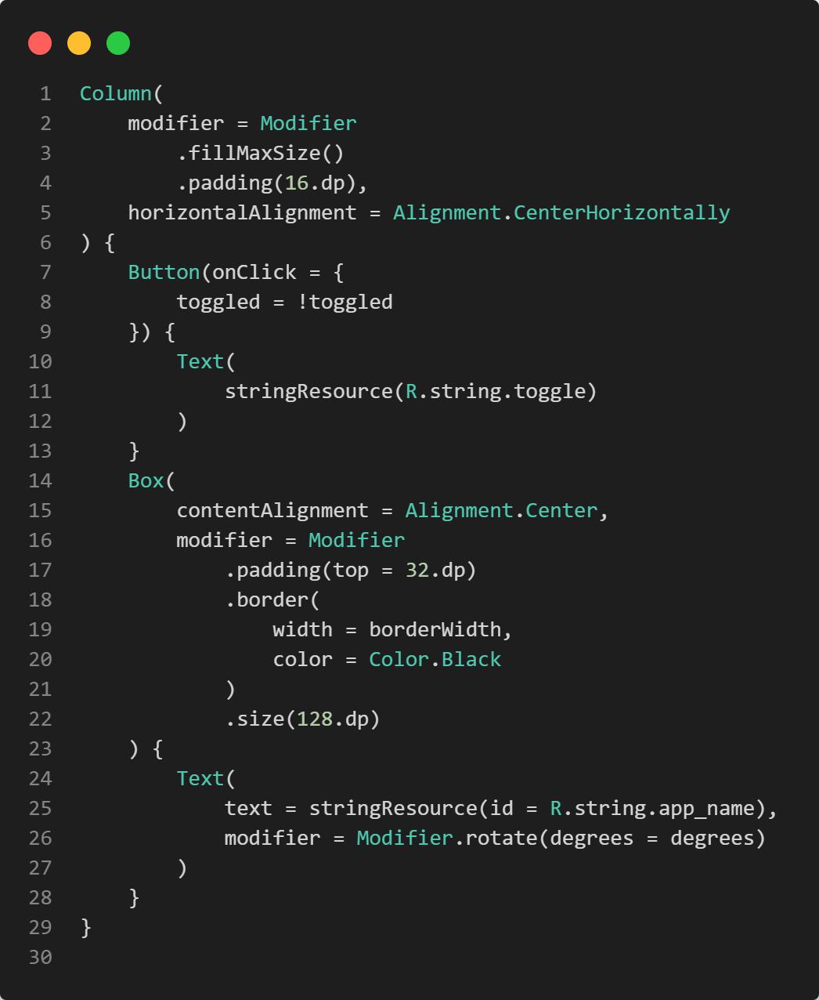 1 Column(
2     modifier = Modifier
3         .fillMaxSize()
4         .padding(16.dp),
5     horizontalAlignment = Alignment.CenterHorizontally
6 ) {
7     Button(onClick = {
8         toggled = !toggled
9     }) {
10         Text(
11             stringResource(R.string.toggle)
12         )
13     }
14     Box(
15         contentAlignment = Alignment.Center,
16         modifier = Modifier
17             .padding(top = 32.dp)
18             .border(
19                 width = borderWidth,
20                 color = Color.Black
21             )
22             .size(128.dp)
23     ) {
24         Text(
25             text = stringResource(id = R.string.app_name),
26             modifier = Modifier.rotate(degrees = degrees)
27         )
28     }
29 }
30